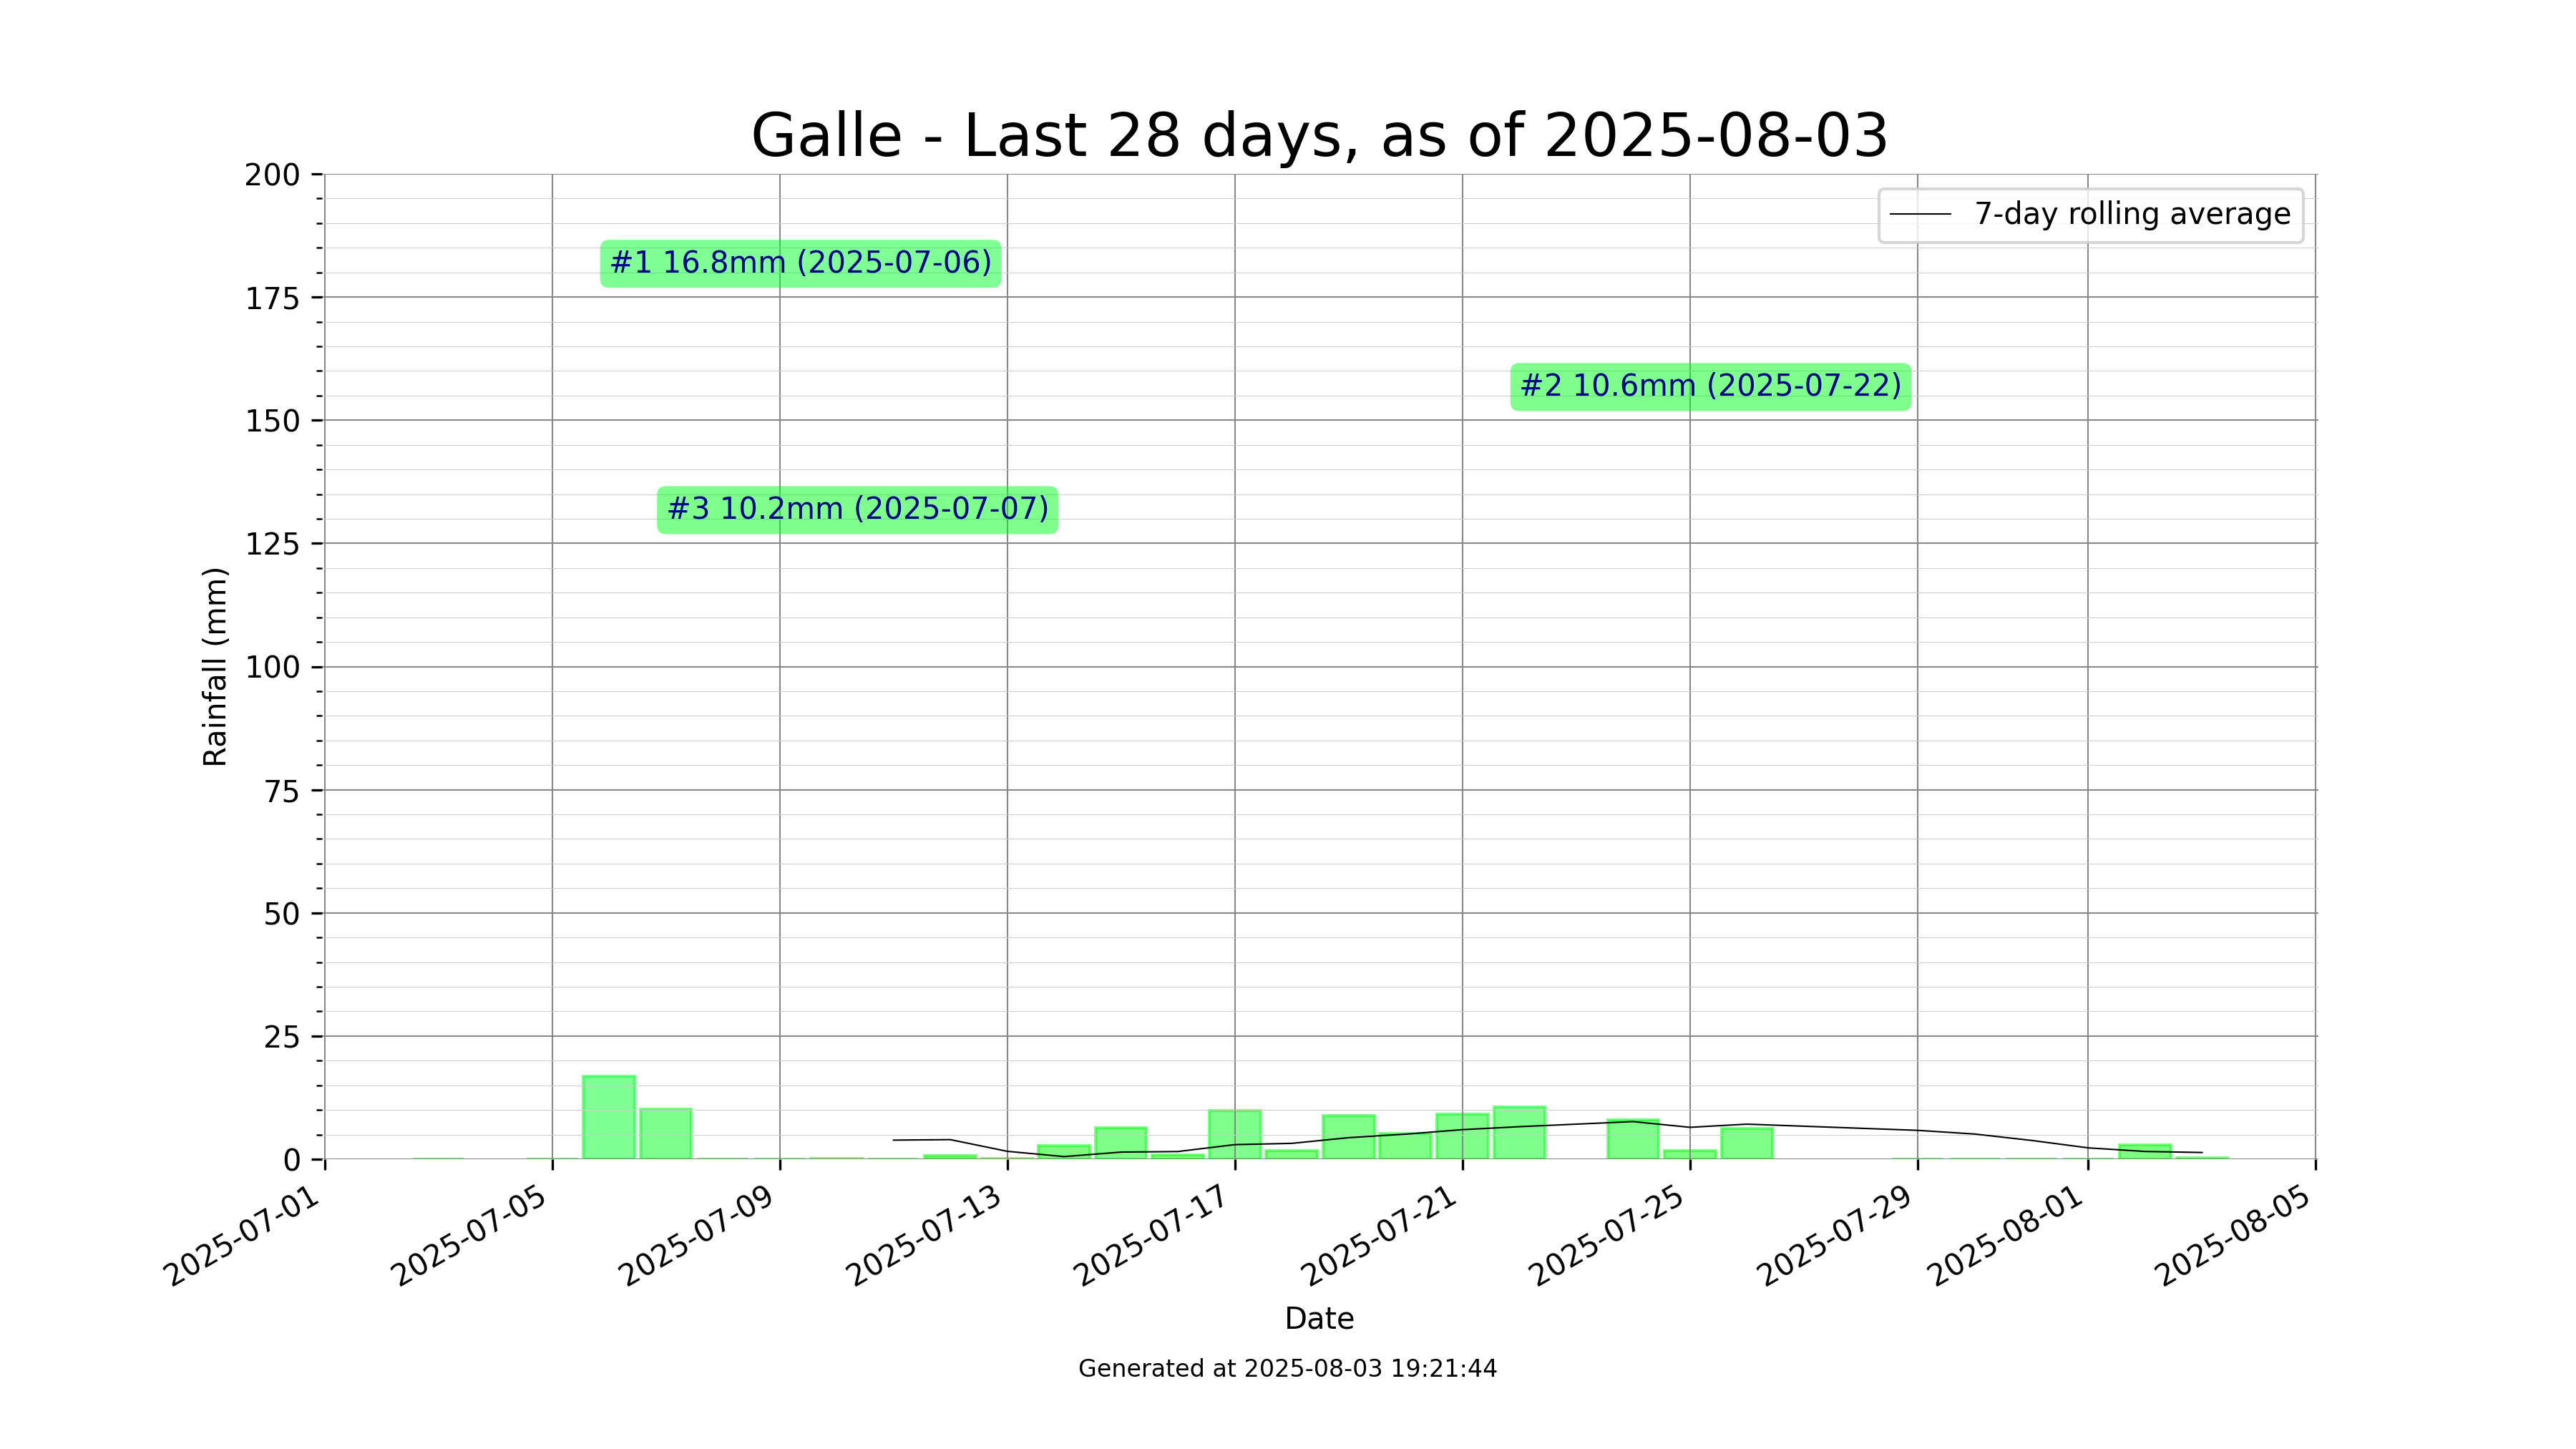 Galle - Last 28 days, as of 2025-08-03
7-day rolling average
#1 16.8mm (2025-07-06)
#2 10.6mm (2025-07-22)
#3 10.2mm (2025-07-07)
Rainfall (mm)
200
175
150
125
100
75
50
25
0
2025-07-01
2025-07-05
2025-07-09
2025-07-13
2025-07-17
2025-07-21
2025-07-25
2025-07-29
2025-08-01
2025-08-05
Date
Generated at 2025-08-03 19:21:44